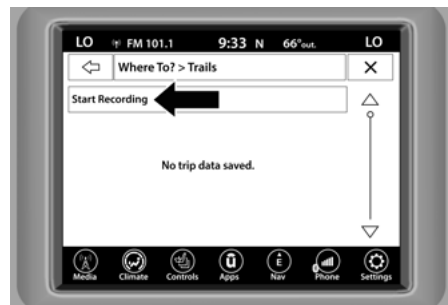 LO FM 101.1 9:33 N 66°out. LO
Where To? > Trails X
Start Recording
No trip data saved.
Media Climate Controls Apps Nav Phone Settings